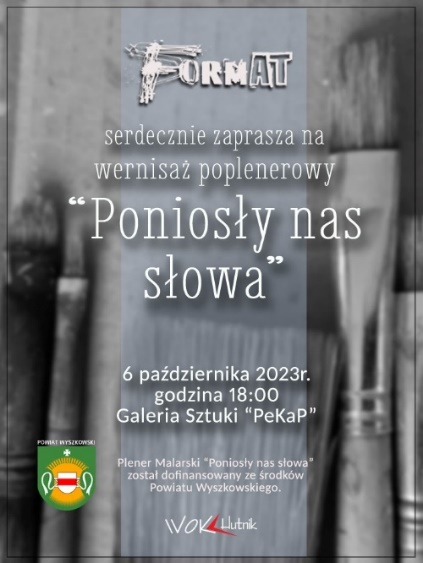 FORMAT
serdecznie zaprasza na
wernisaż poplenerowy
“Poniosły nas
słowa”
6 października 2023r.
godzina 18:00
Galeria Sztuki “PeKaP”
POWIAT WYSZKOWSKI
Plener Malarski “Poniosły nas słowa”
został dofinansowany ze środków
Powiatu Wyszkowskiego.
WOK Hutnik